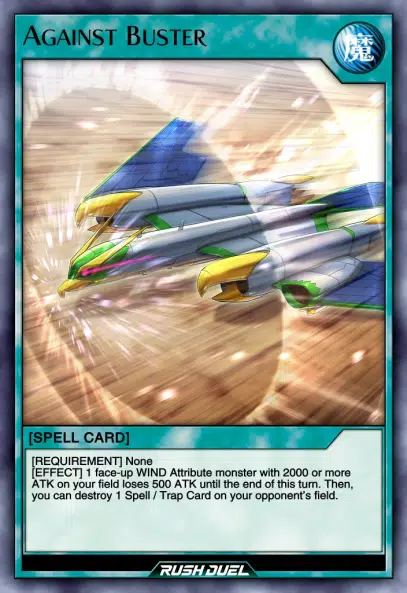 Against Buster
魔
[SPELL CARD]
[REQUIREMENT] None
[EFFECT] 1 face-up WIND Attribute monster with 2000 or more
ATK on your field loses 500 ATK until the end of this turn. Then,
you can destroy 1 Spell / Trap Card on your opponent's field.
RUSH DUEL